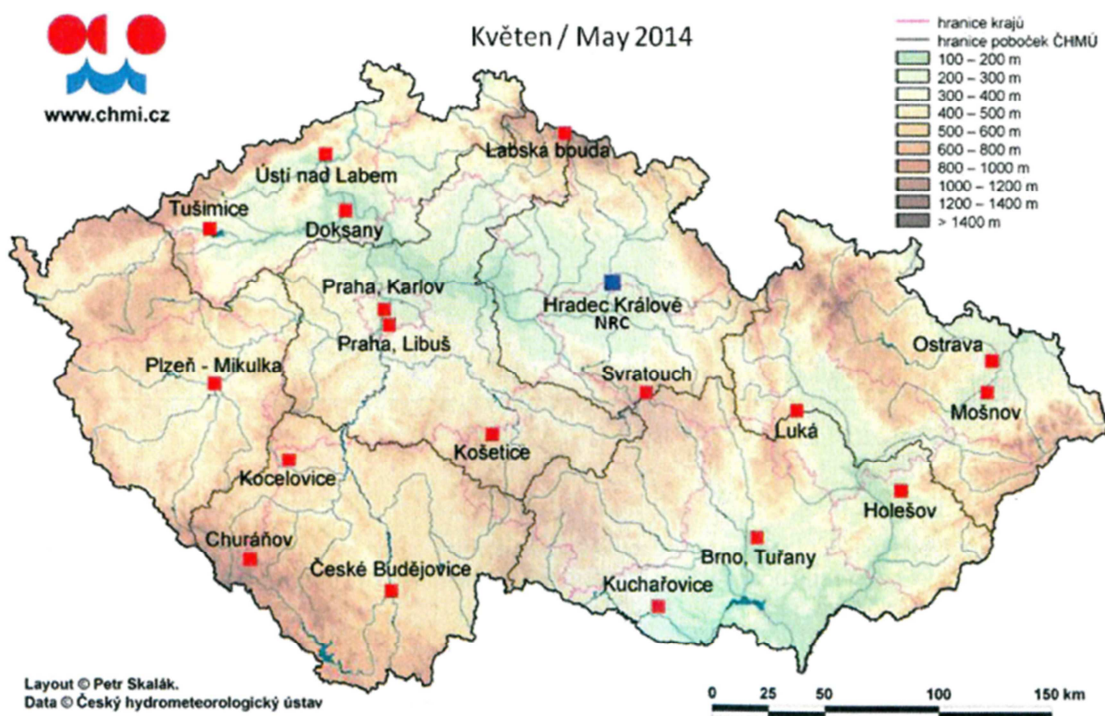 www.chmi.cz
Květen / May 2014
hranice krajů
hranice poboček ČHMÚ
100 – 200 m
200 – 300 m
300 – 400 m
400 – 500 m
500 – 600 m
600 – 800 m
800 – 1000 m
1000 – 1200 m
1200 – 1400 m
> 1400 m
Labská bouda
Ústí nad Labem
Tušimice
Doksany
Praha, Karlov
Hradec Králové
NRC
Praha, Libuš
Ostrava
Plzeň - Mikulka
Svratouch
Mošnov
Luká
Košetice
Kocelovice
Holešov
Churáňov
Brno, Tuřany
České Budějovice
Kuchařovice
Layout © Petr Skalák.
Data © Český hydrometeorologický ústav
0 25 50 100 150 km